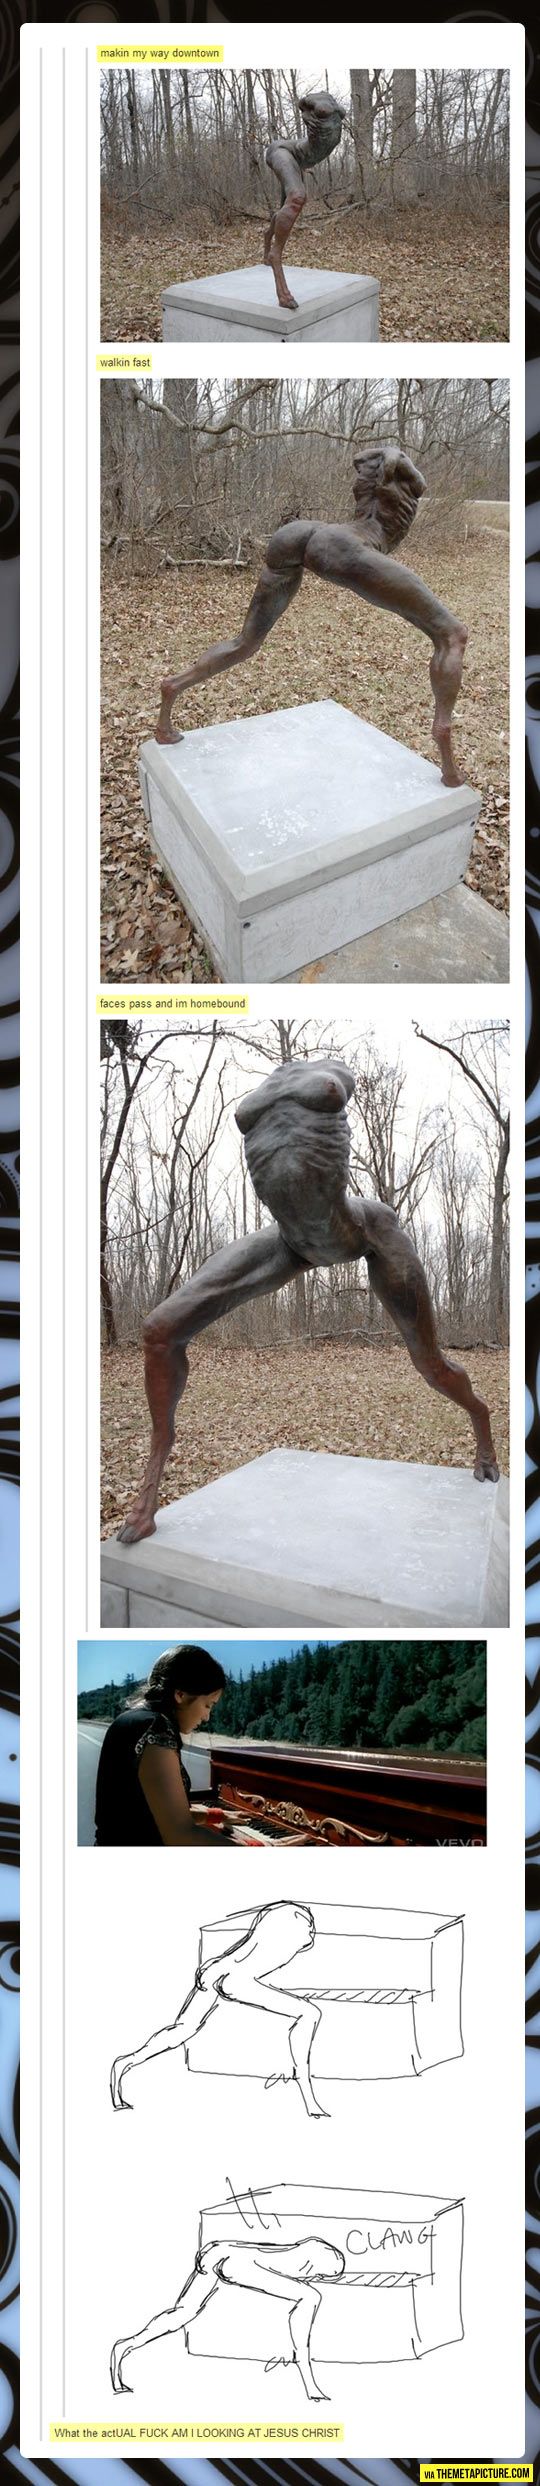 makin my way downtown
walkin fast
faces pass and im homebound
VEVO
CLANG
What the actUAL FUCK AM I LOOKING AT JESUS CHRIST
VIA THEMETAPICTURE.COM